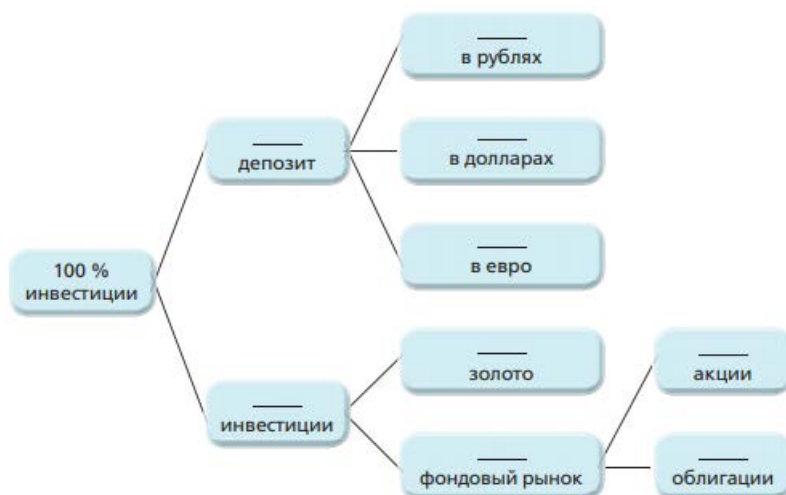 в рублях
депозит
в долларах
в евро
100 %
инвестиции
золото
акции
инвестиции
фондовый рынок
облигации